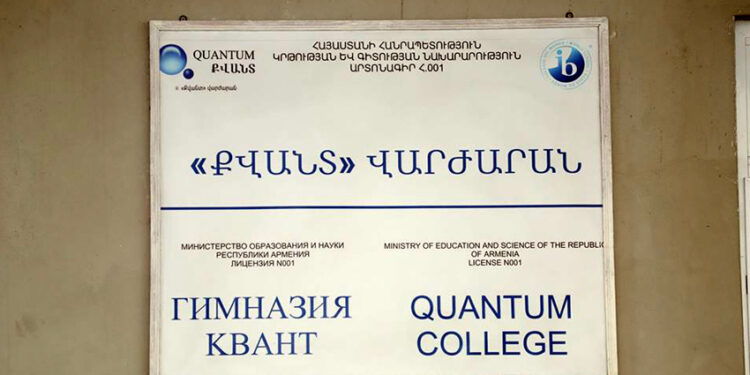 QUANTUM
ՔՎԱՆՏ
® «Քվանտ» վարժարան
ՀԱՅԱՍՏԱՆԻ ՀԱՆՐԱՊԵՏՈՒԹՅՈՒՆ
ԿՐԹՈՒԹՅԱՆ ԵՎ ԳԻՏՈՒԹՅԱՆ ՆԱԽԱՐԱՐՈՒԹՅՈՒՆ
ԱՐՏՈՆԱԳԻՐ Հ.001
ib
«ՔՎԱՆՏ» ՎԱՐԺԱՐԱՆ
МИНИСТЕРСТВО ОБРАЗОВАНИЯ И НАУКИ
РЕСПУБЛИКИ АРМЕНИЯ
ЛИЦЕНЗИЯ N001
ГИМНАЗИЯ
КВАНТ
MINISTRY OF EDUCATION AND SCIENCE OF THE REPUBLIC
OF ARMENIA
LICENSE N001
QUANTUM
COLLEGE